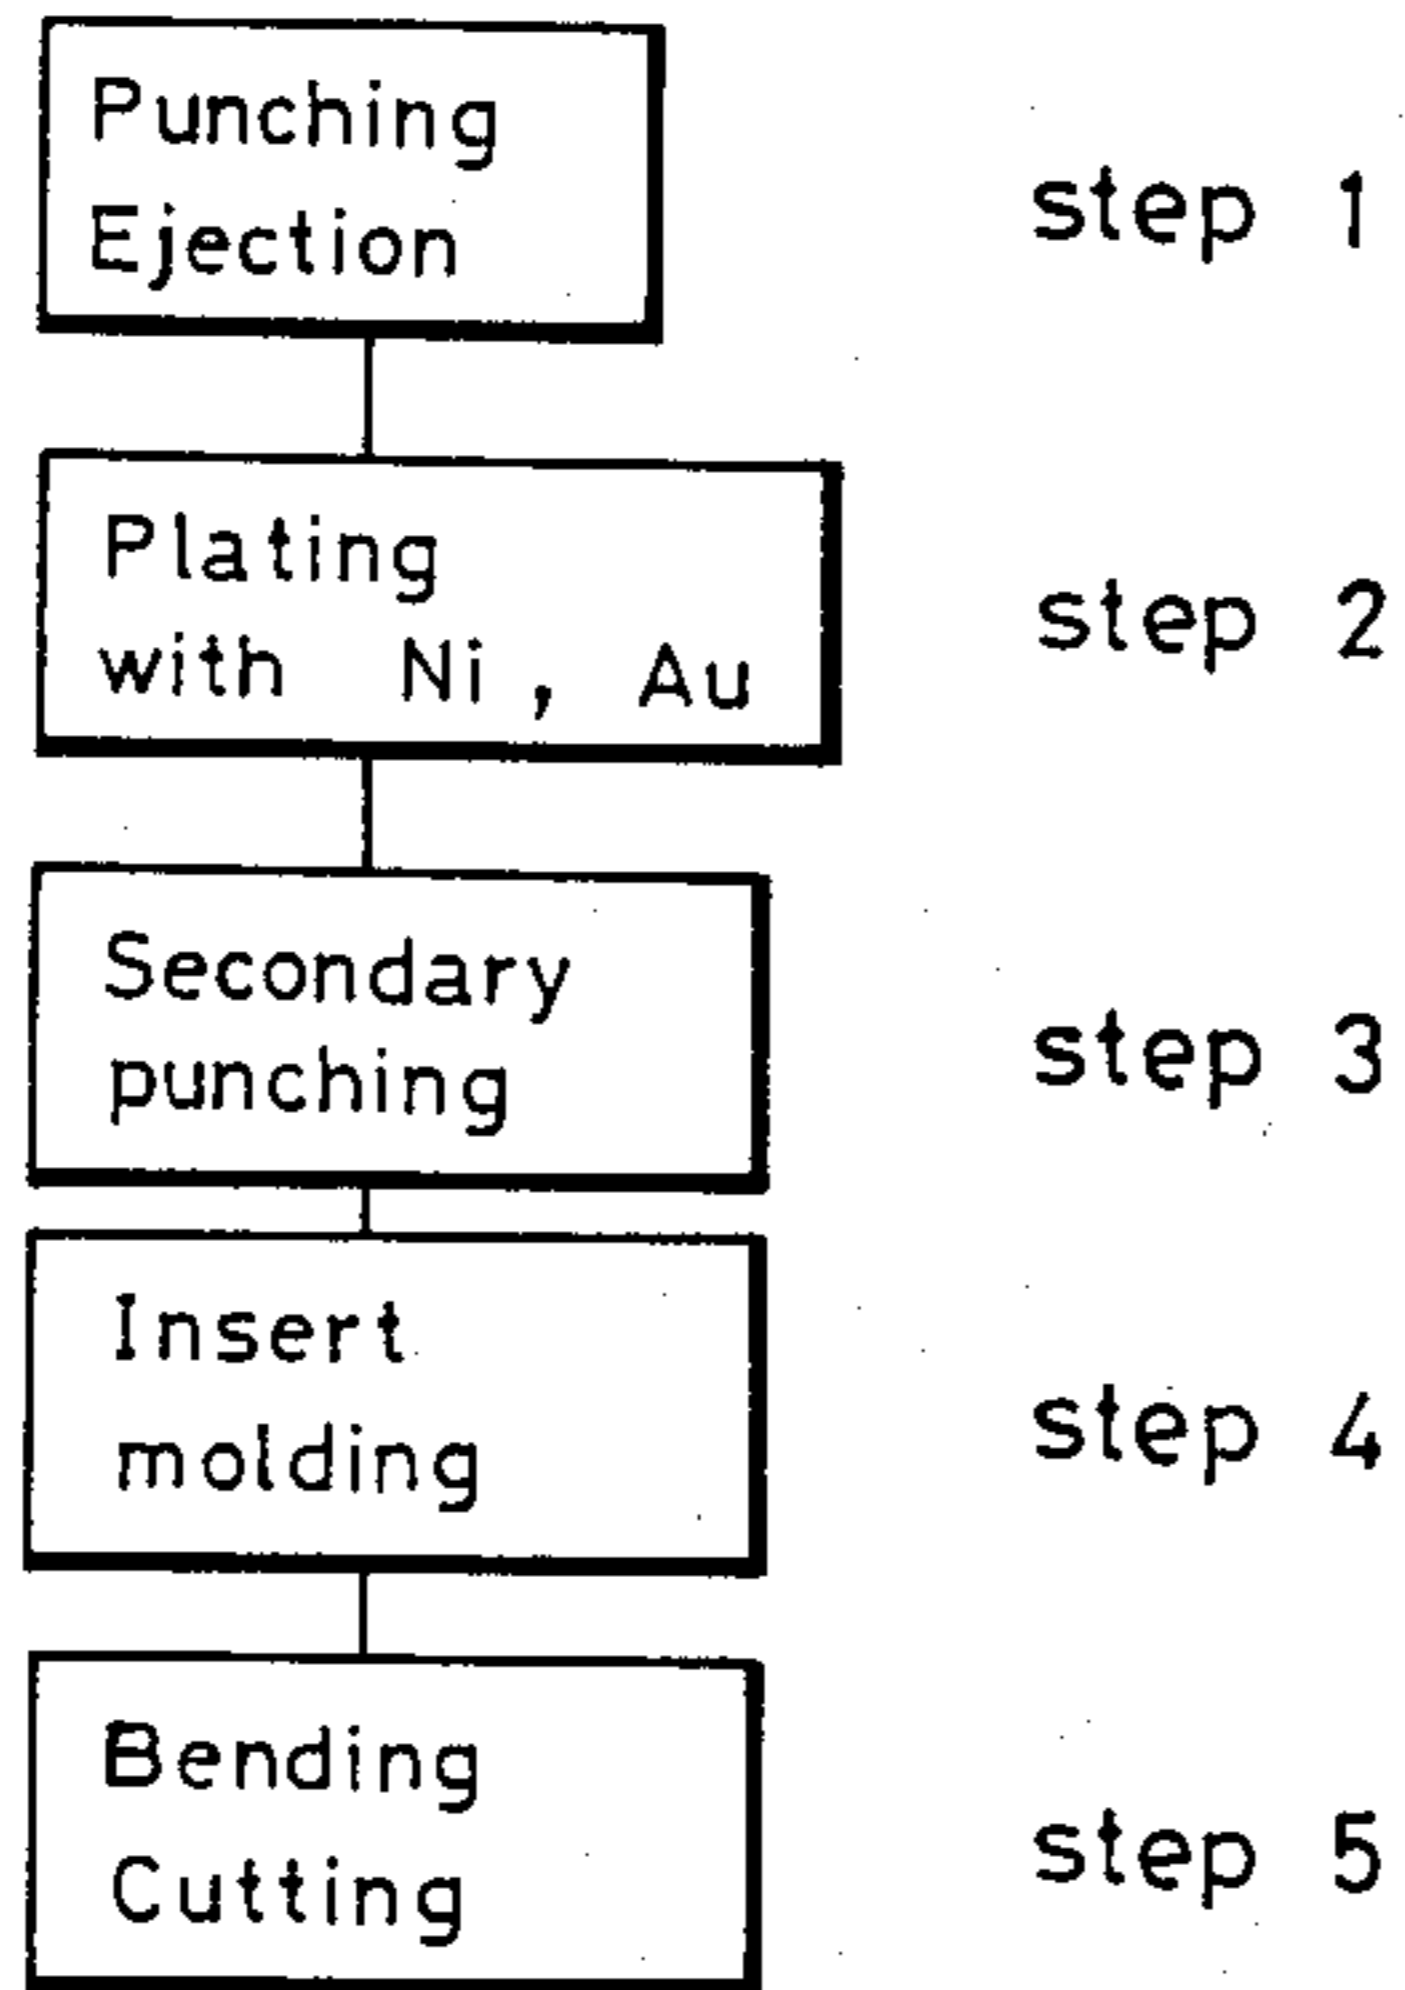 Punching
Ejection
step 1
Plating
with Ni, Au
step 2
Secondary
punching
step 3
Insert
molding
step 4
Bending
Cutting
step 5